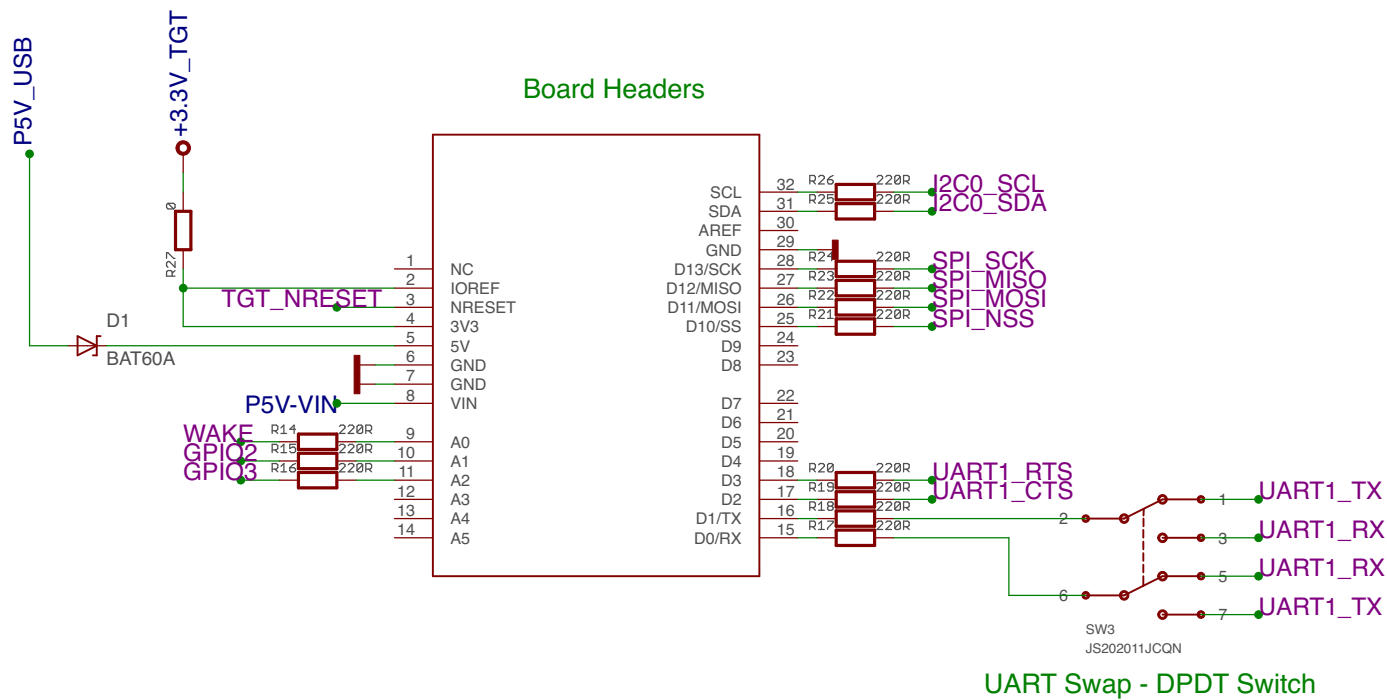 P5V_USB
+3.3V_TGT
Board Headers
0
R27
D1
BAT60A
TGT_NRESET
P5V-VIN
WAKE R14 220R
GPIO2 R15 220R
GPIO3 R16 220R
1 NC
2 IOREF
3 NRESET
4 3V3
5 5V
6 GND
7 GND
8 VIN
9 A0
10 A1
11 A2
12 A3
13 A4
14 A5
SCL 32 R26 220R I2C0_SCL
SDA 31 R25 220R I2C0_SDA
AREF 30
GND 29
D13/SCK 28 R24 220R SPI_SCK
D12/MISO 27 R23 220R SPI_MISO
D11/MOSI 26 R22 220R SPI_MOSI
D10/SS 25 R21 220R SPI_NSS
D9 24
D8 23
D7 22
D6 21
D5 20
D4 19
D3 18 R20 220R UART1_RTS
D2 17 R19 220R UART1_CTS
D1/TX 16 R18 220R
D0/RX 15 R17 220R
2
6
1 UART1_TX
3 UART1_RX
5 UART1_RX
7 UART1_TX
SW3
JS202011JCQN
UART Swap - DPDT Switch